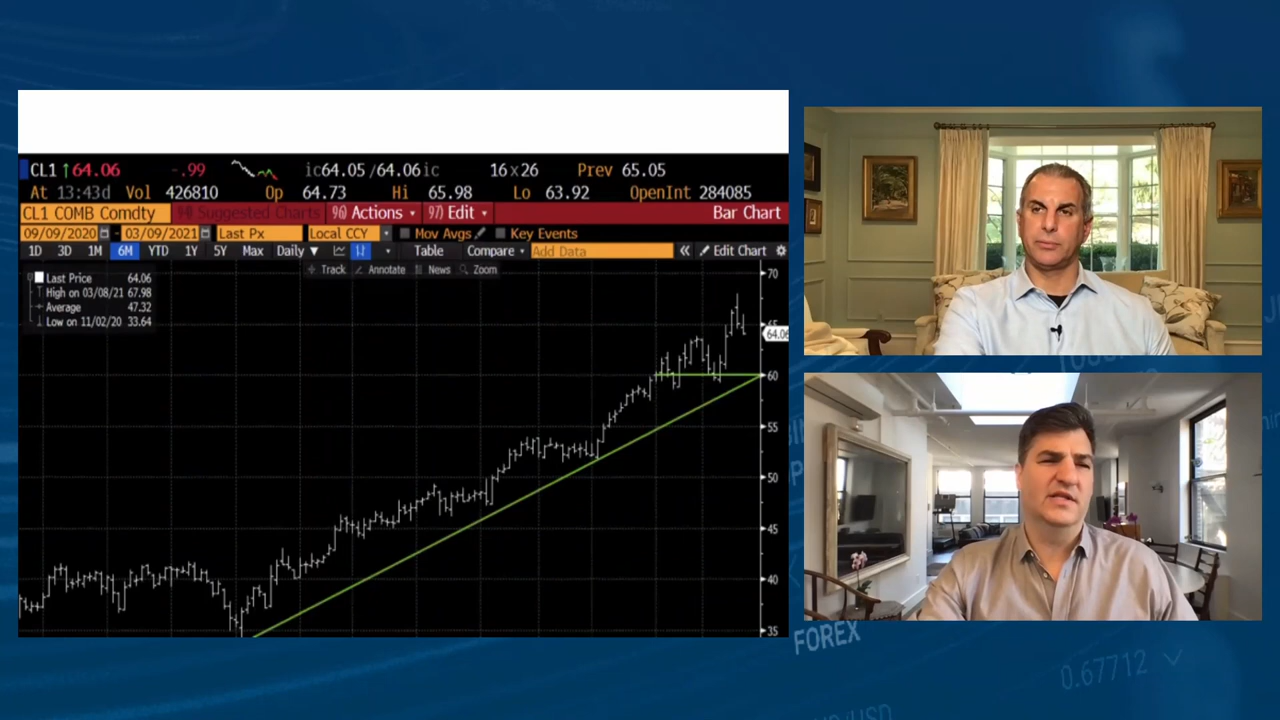 CL1 ↑64.06 -.99 ic64.05/64.06ic 16x26 Prev 65.05
At 13:43d Vol 426810 Op 64.73 Hi 65.98 Lo 63.92 OpenInt 284085
CL1 COMB Comdty Suggested Charts 96) Actions 97) Edit Bar Chart
09/09/2020 - 03/09/2021 Last Px Local CCY Mov Avgs Key Events
1D 3D 1M 6M YTD 1Y 5Y Max Daily ▼ Table Compare Add Data « Edit Chart
Track Annotate News Zoom
Last Price 64.06
High on 03/08/21 67.98
Average 47.32
Low on 11/02/20 33.64
70
65
64.06
60
55
50
45
40
35
FOREX
0.67712